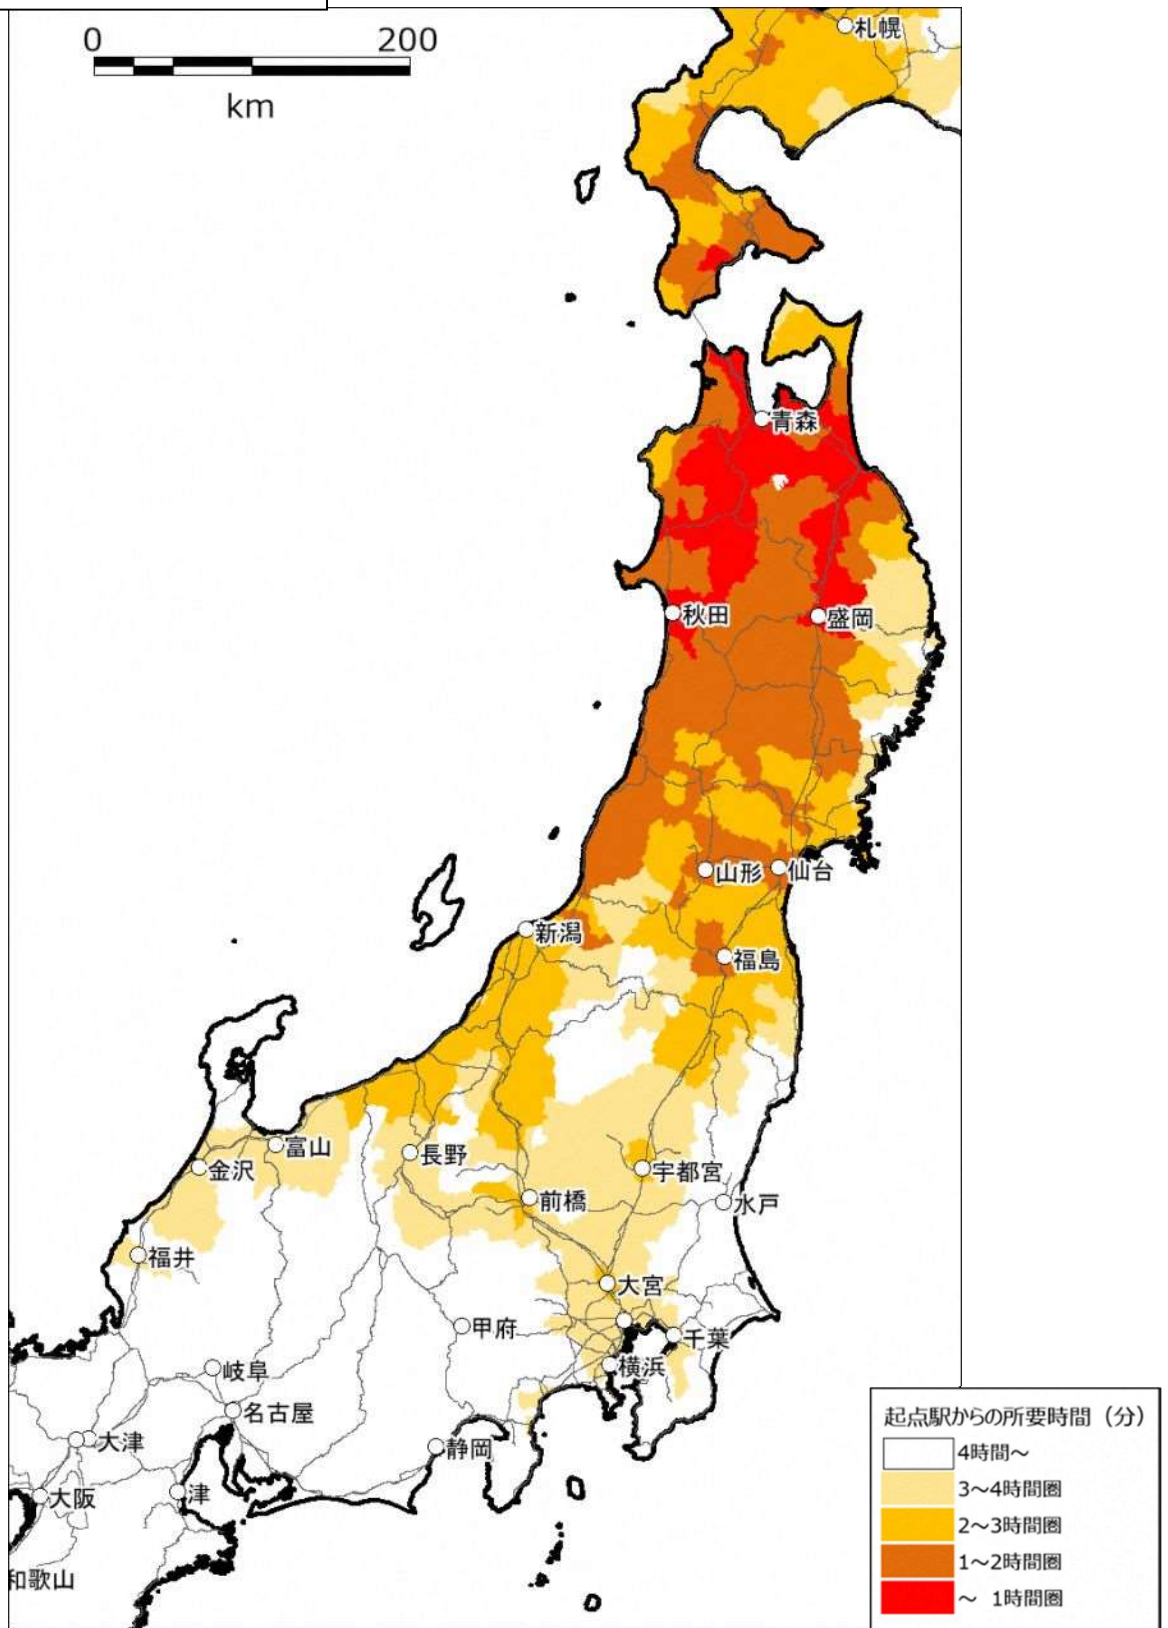 0 200
km
札幌
青森
秋田
盛岡
山形
仙台
新潟
福島
富山
長野
金沢
宇都宮
前橋
水戸
福井
大宮
甲府
千葉
岐阜
横浜
名古屋
大津
静岡
大阪
津
和歌山
起点駅からの所要時間（分）
4時間～
3～4時間圏
2～3時間圏
1～2時間圏
～ 1時間圏